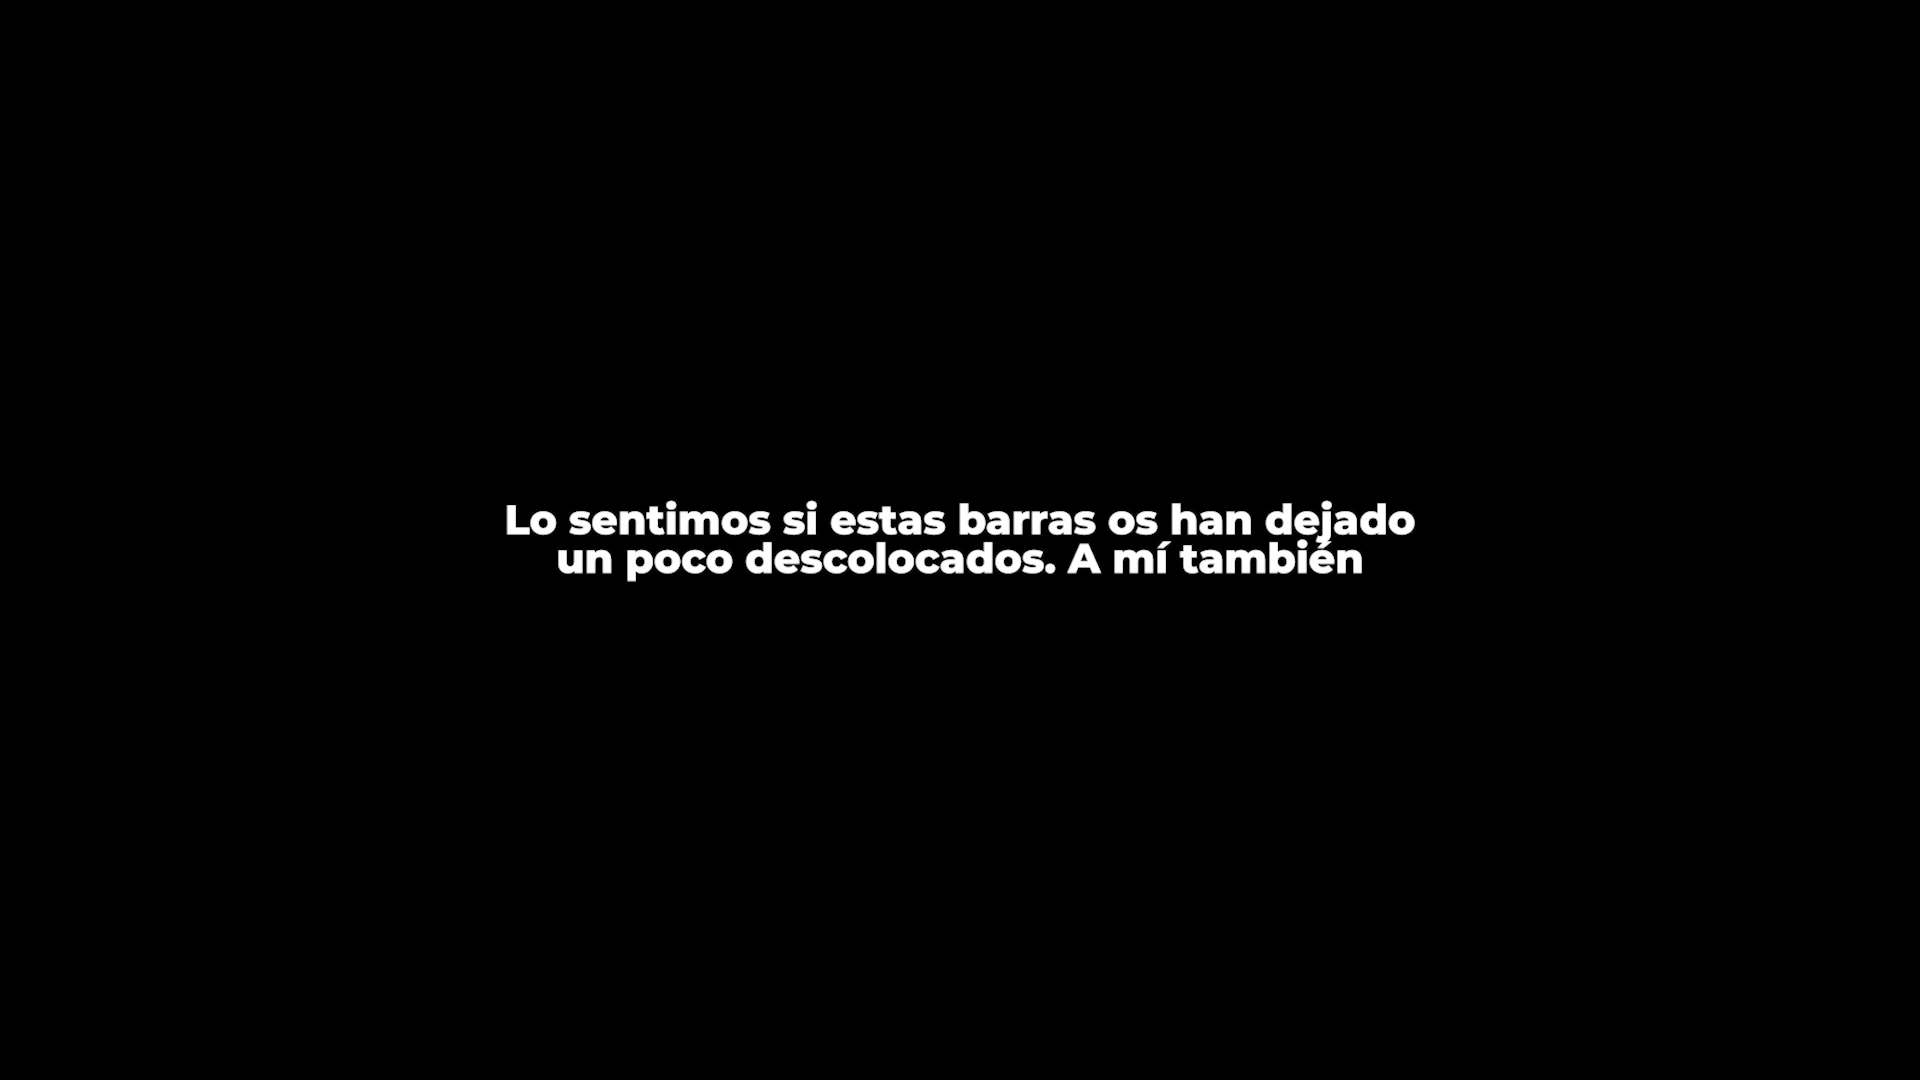 Lo sentimos si estas barras os han dejado
un poco descolocados. A mí también